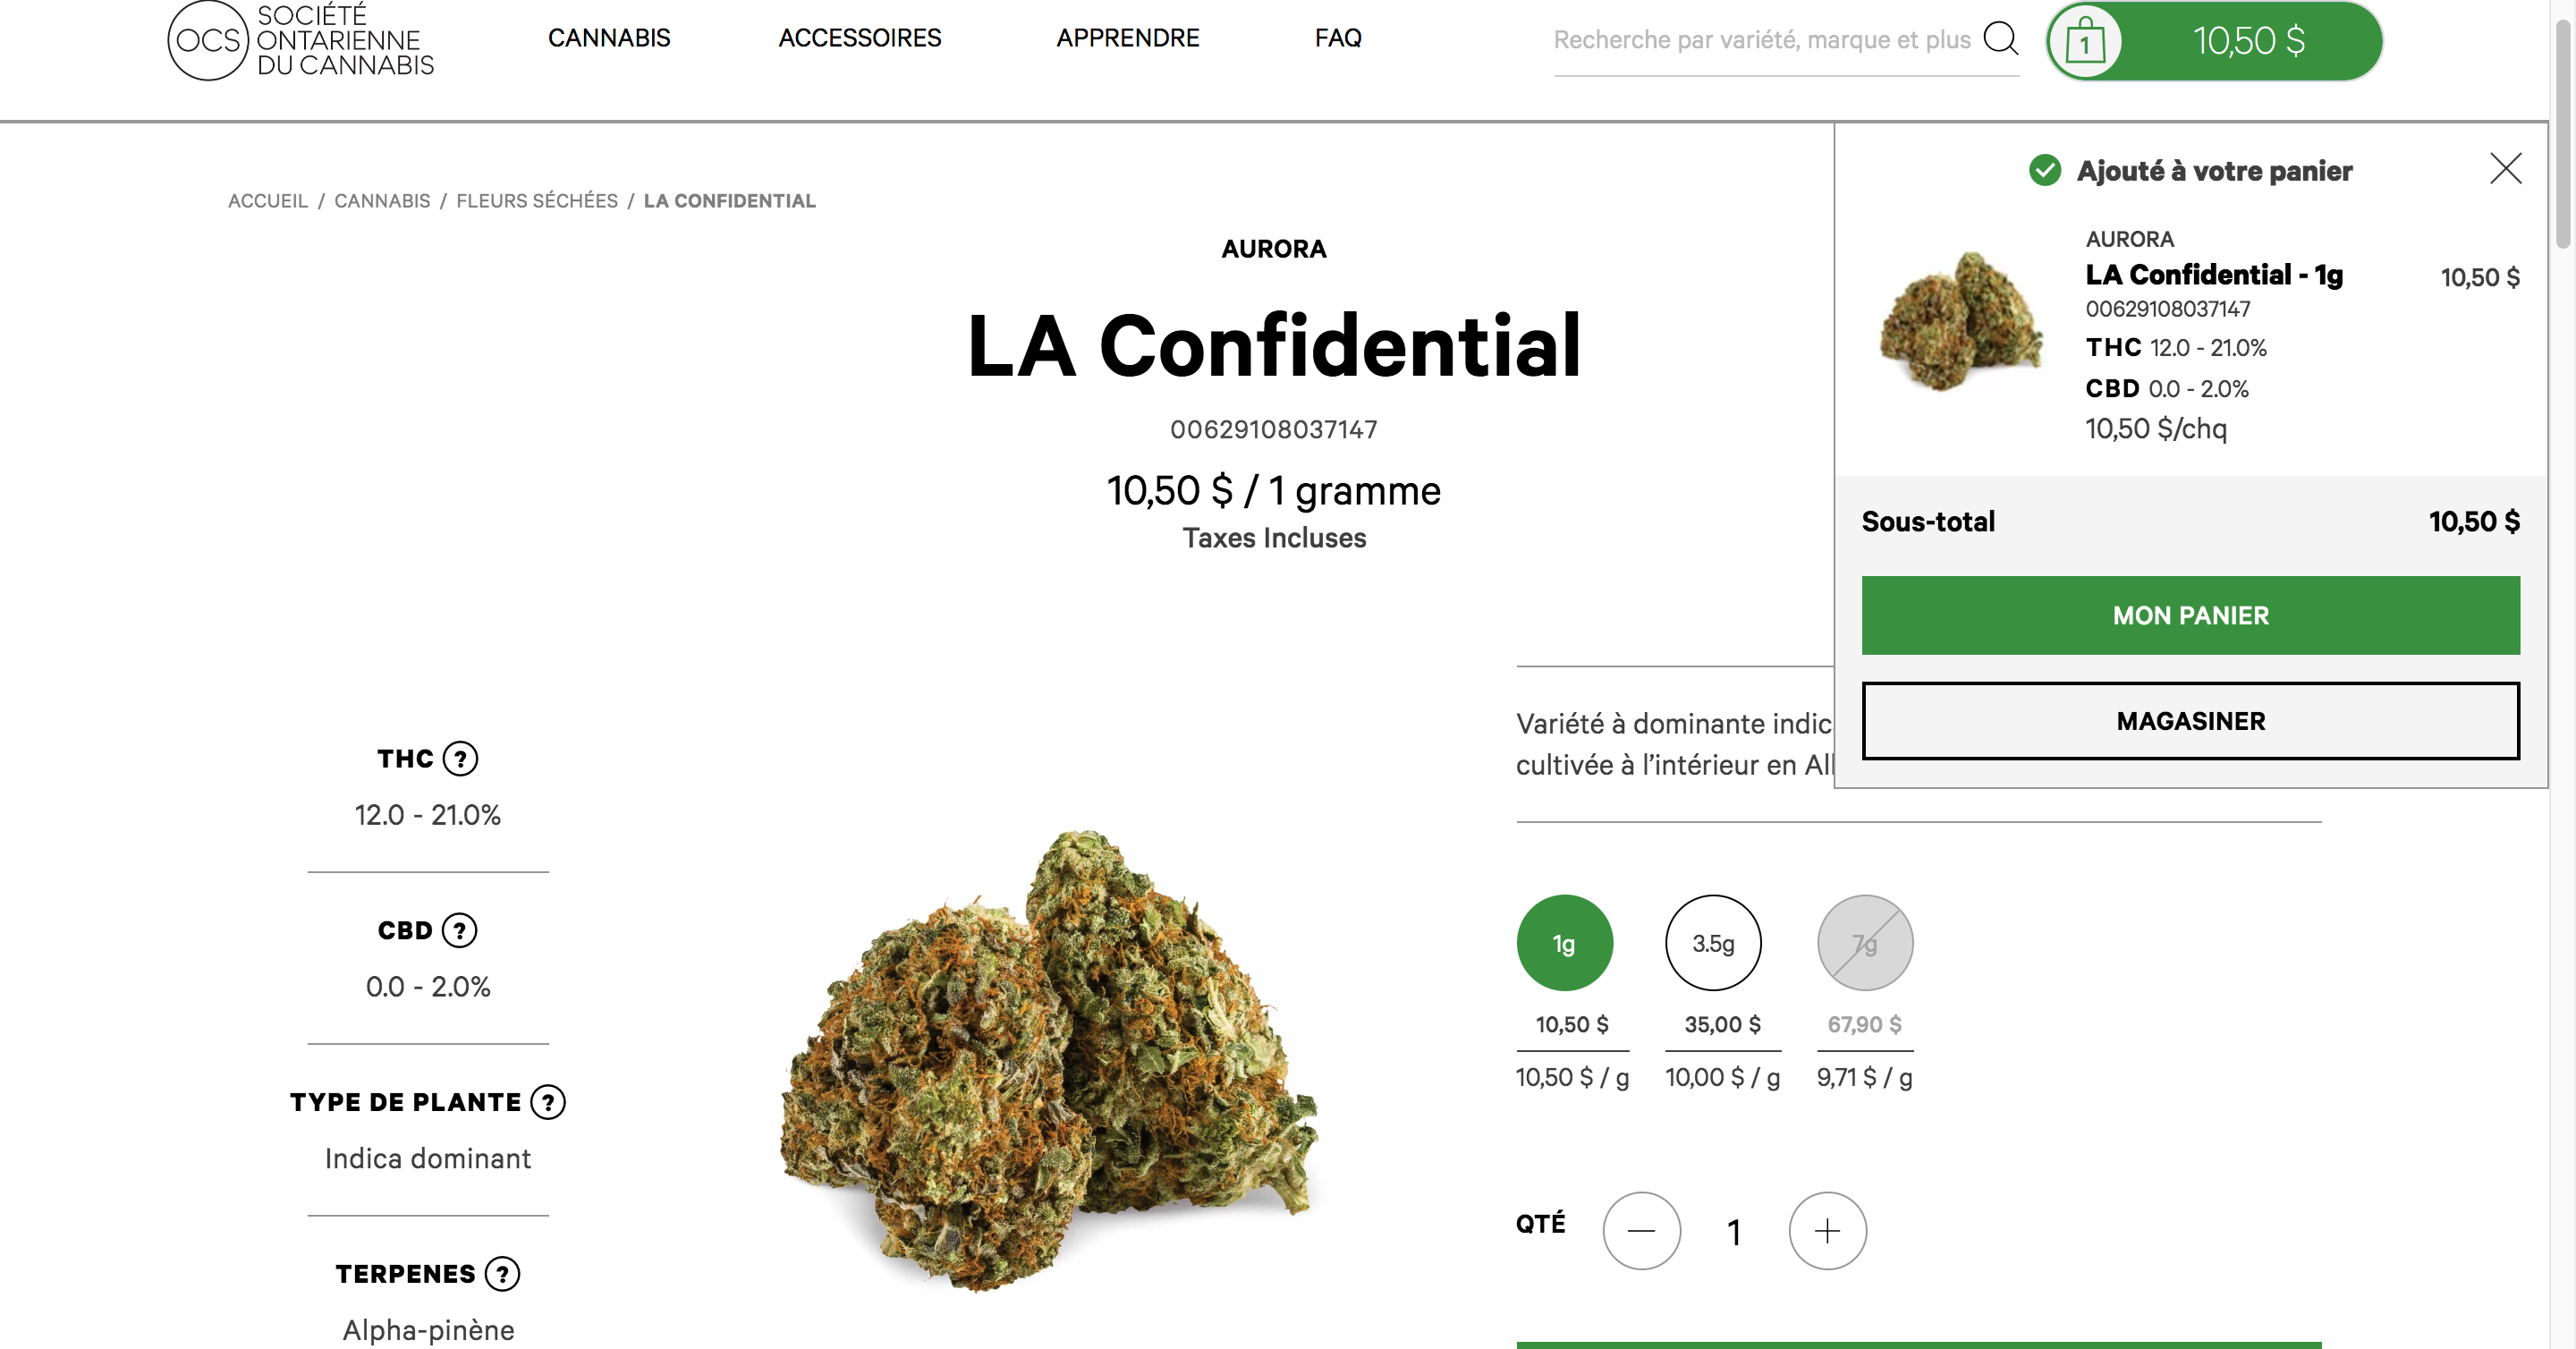 OCS
SOCIÉTÉ
ONTARIENNE
DU CANNABIS
CANNABIS
ACCESSOIRES
APPRENDRE
FAQ
Recherche par variété, marque et plus
1
10,50 $
ACCUEIL / CANNABIS / FLEURS SÉCHÉES / LA CONFIDENTIAL
AURORA
LA Confidential
00629108037147
10,50 $ / 1 gramme
Taxes Incluses
Ajouté à votre panier
AURORA
LA Confidential - 1g
10,50 $
00629108037147
THC 12.0 - 21.0%
CBD 0.0 - 2.0%
10,50 $/chq
Sous-total 10,50 $
MON PANIER
MAGASINER
THC ?
12.0 - 21.0%
CBD ?
0.0 - 2.0%
TYPE DE PLANTE ?
Indica dominant
TERPENES ?
Alpha-pinène
Variété à dominante indic
cultivée à l’intérieur en
1g 3.5g 7g
10,50 $ 35,00 $ 67,90 $
10,50 $ / g 10,00 $ / g 9,71 $ / g
QTÉ — 1 +